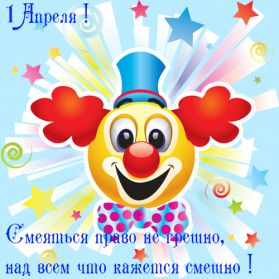 1 Апреля !
Смеяться право не грешно,
над всем что кажется смешно !